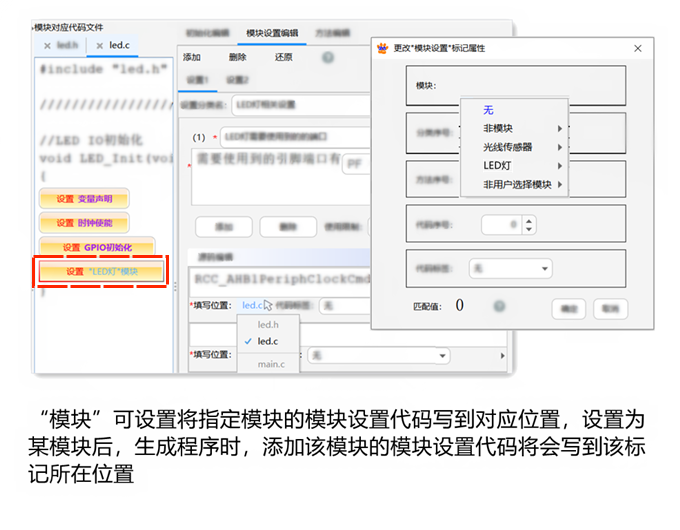 模块对应代码文件
led.h
led.c
#include "led.h"
////////////////
//LED IO初始化
void LED_Init(voi
{
设置 变量声明
设置 时钟使能
设置 GPIO初始化
设置 "LED灯"模块
}
初始化编辑
模块设置编辑
方法编辑
添加
删除
还原
设置1
设置2
设置分类名:
LED灯相关设置
(1)
*
LED灯需要使用到的的端口
*
需要使用到的引脚端口有
PF
添加
删除
使用限制:
源码编辑
RCC_AHB1PeriphClockCmd
*填写位置:
led.c
代码标签:
无
led.h
led.c
main.c
*填写位置:
无
更改"模块设置"标记属性
模块:
无
非模块
光线传感器
LED灯
非用户选择模块
分类序号:
方法序号:
代码序号:
0
代码标签:
无
匹配值:
()
确定
取消
“模块”可设置将指定模块的模块设置代码写到对应位置，设置为
某模块后，生成程序时，添加该模块的模块设置代码将会写到该标
记所在位置